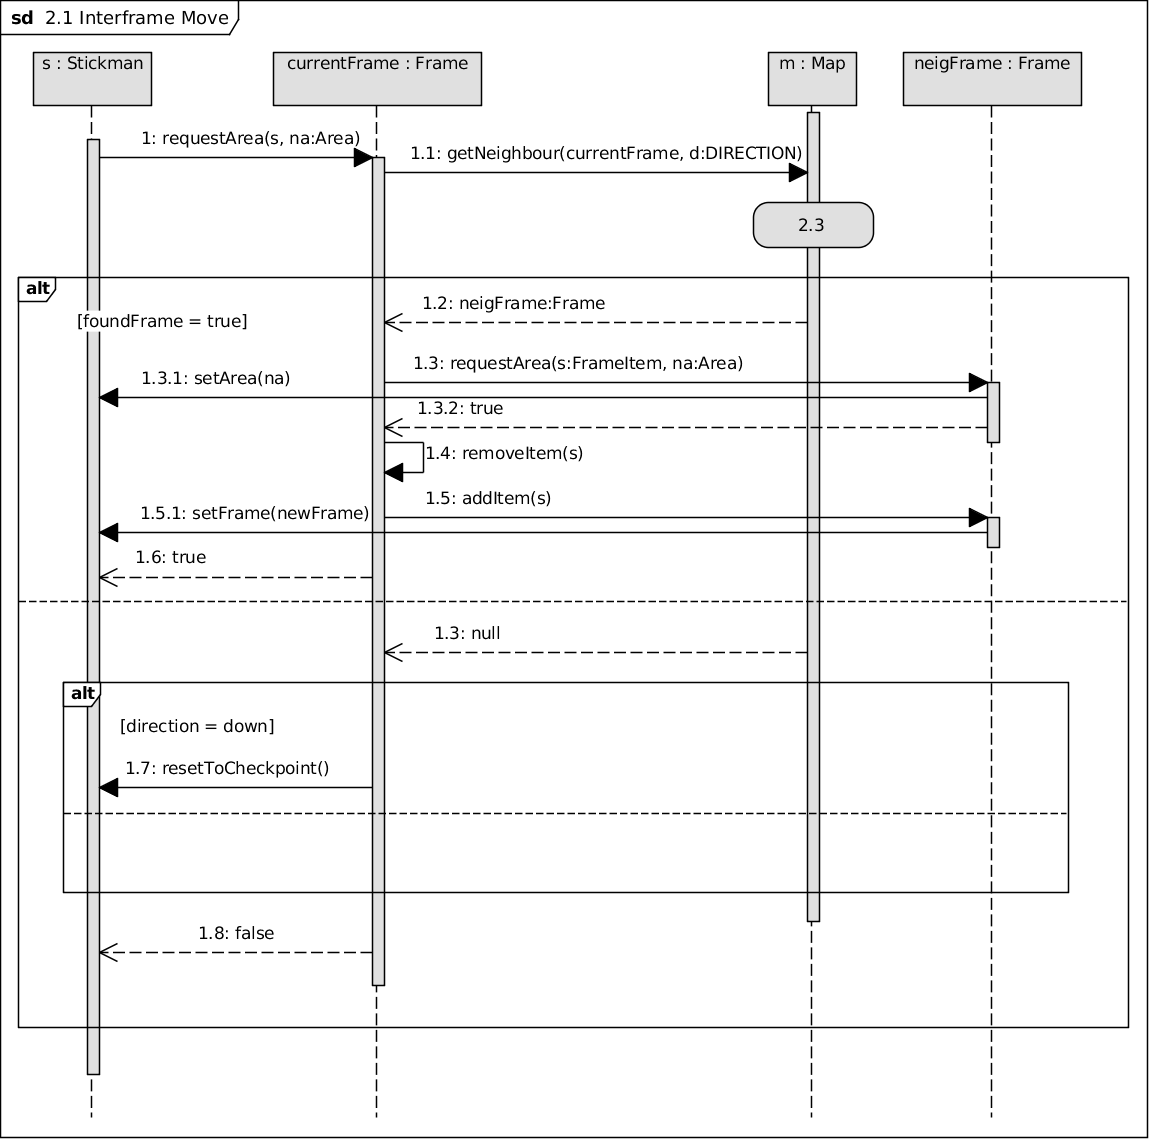 sd 2.1 Interframe Move
s : Stickman
currentFrame : Frame
m : Map
neigFrame : Frame
1: requestArea(s, na:Area)
1.1: getNeighbour(currentFrame, d:DIRECTION)
2.3
alt
1.2: neigFrame:Frame
[foundFrame = true]
1.3: requestArea(s:FrameItem, na:Area)
1.3.1: setArea(na)
1.3.2: true
1.4: removeItem(s)
1.5: addItem(s)
1.5.1: setFrame(newFrame)
1.6: true
1.3: null
alt
[direction = down]
1.7: resetToCheckpoint()
1.8: false